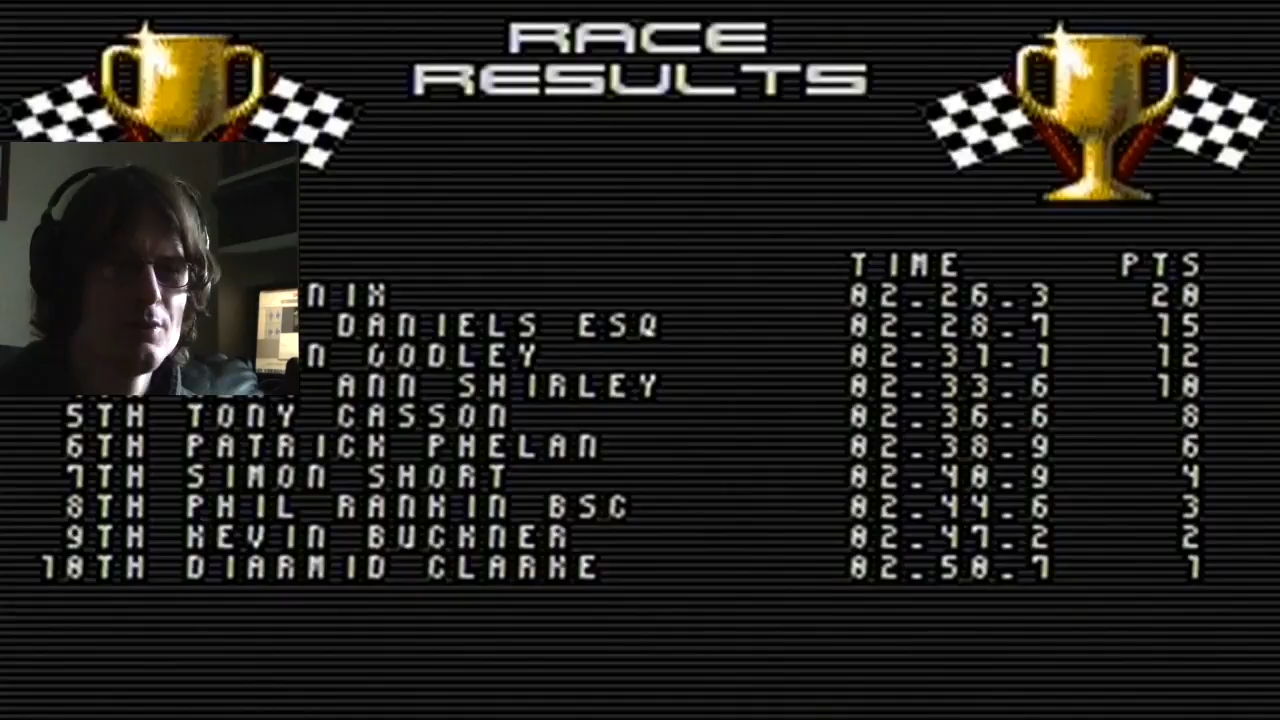 RACE
RESULTS
TIME PTS
NIX 02.26.3 20
DANIELS ESQ 02.28.7 15
N GODLEY 02.31.1 12
ANN SHIRLEY 02.33.6 10
5TH TONY CASSON 02.36.6 8
6TH PATRICK PHELAN 02.38.9 6
7TH SIMON SHORT 02.40.9 4
8TH PHIL RANKIN BSC 02.44.6 3
9TH KEVIN BUCKNER 02.47.2 2
10TH DIARMID CLARKE 02.50.7 1